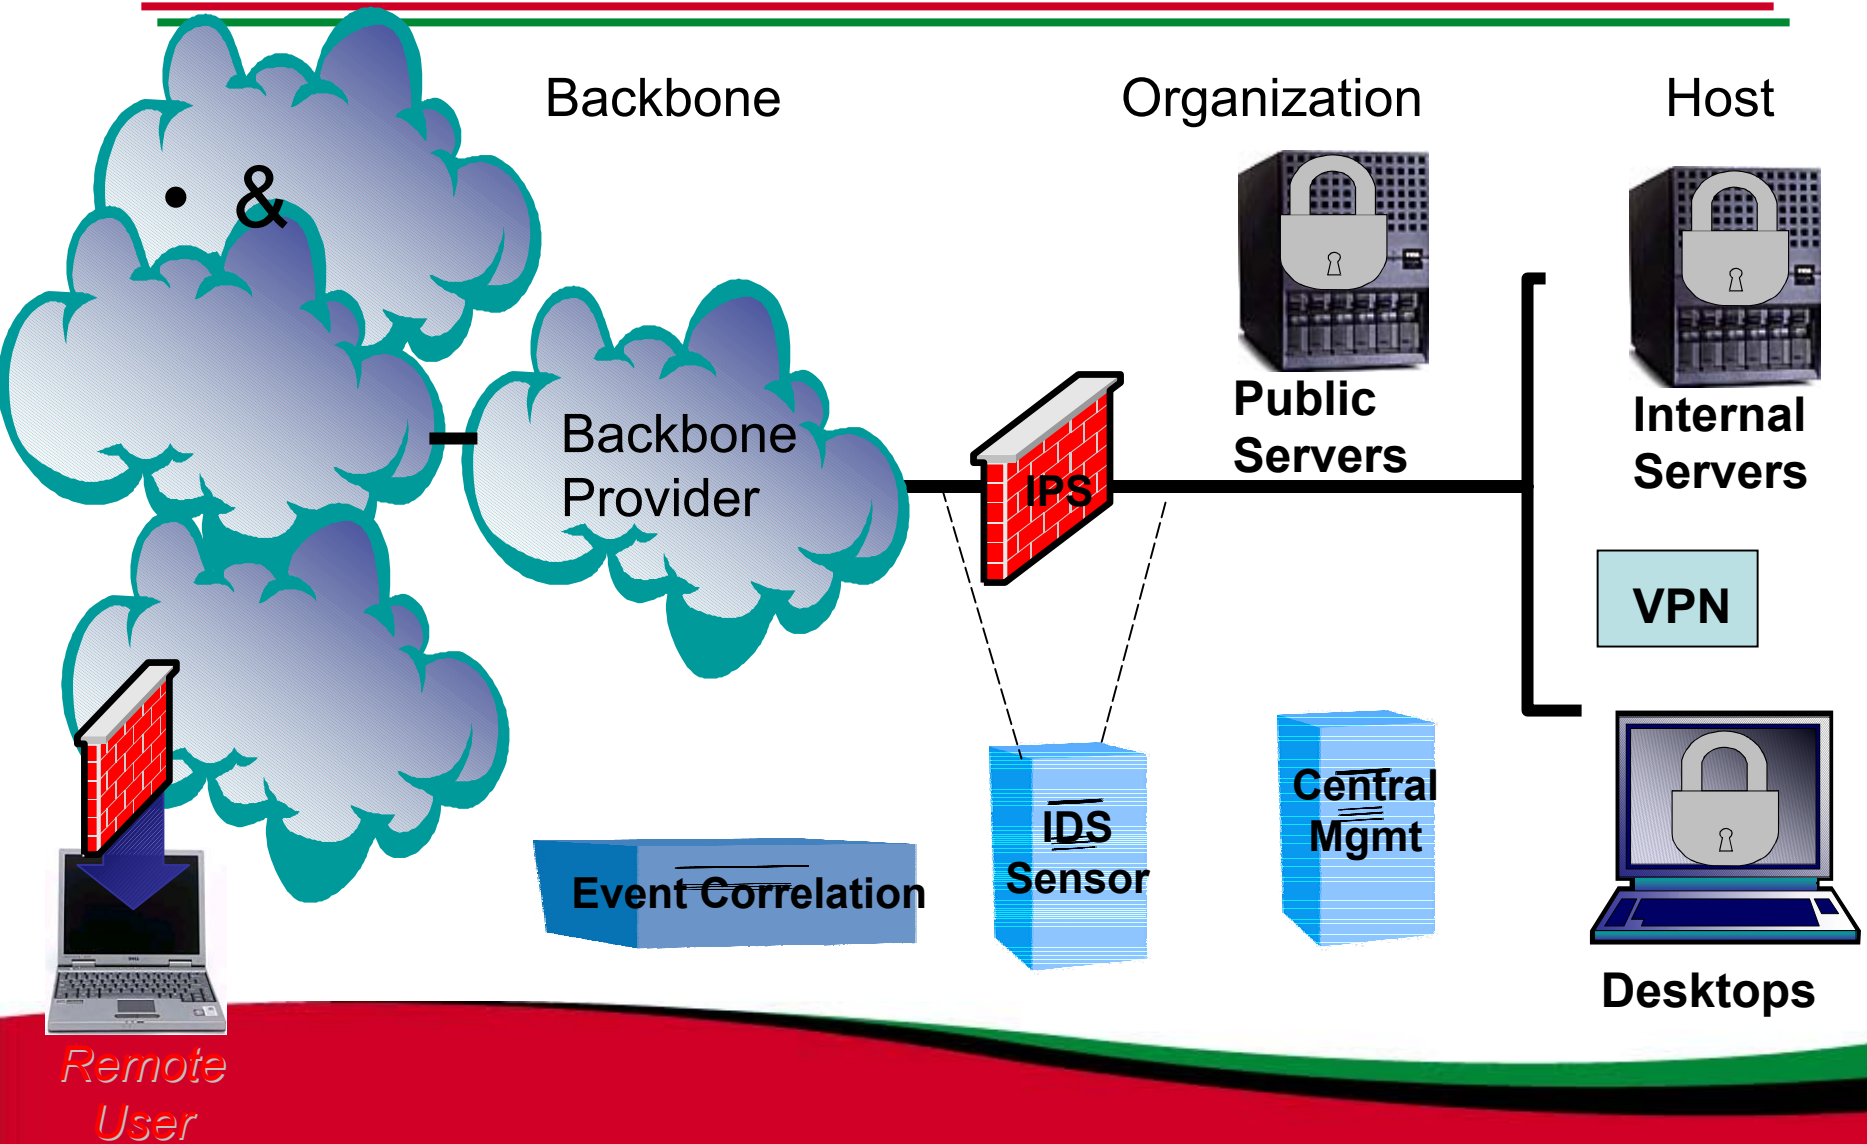 Backbone
Organization
Host
• &
Backbone
Provider
IPS
Public
Servers
Internal
Servers
VPN
Event Correlation
IDS
Sensor
Central
Mgmt
Desktops
Remote
User